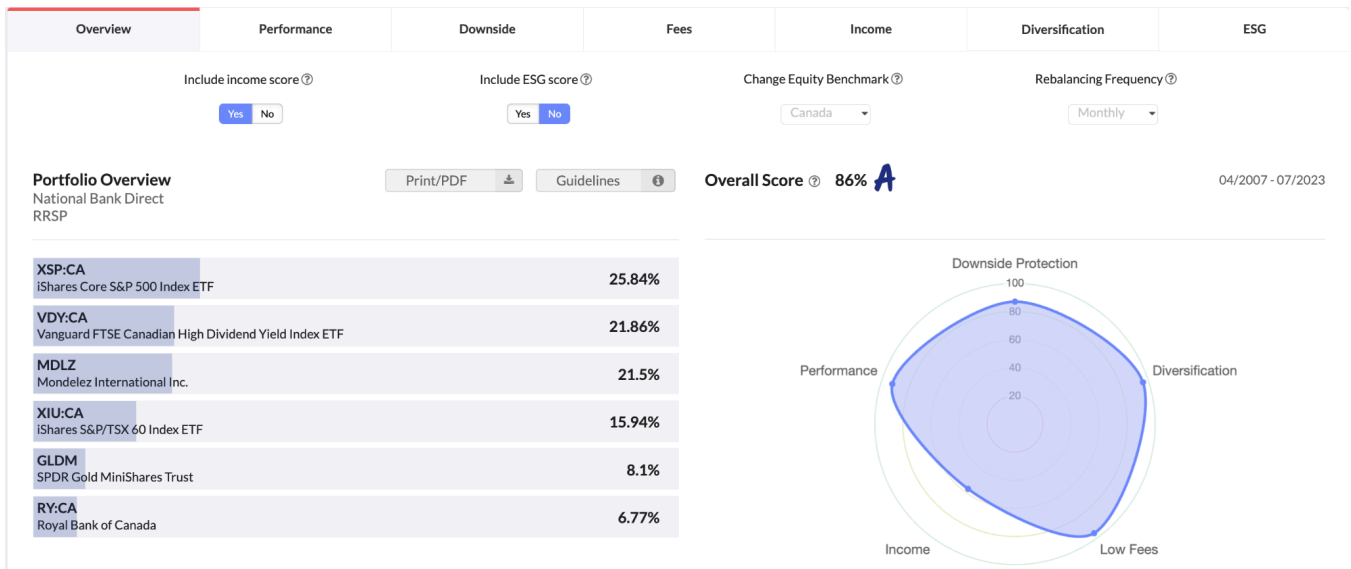 Overview Performance Downside Fees Income Diversification ESG
Include income score Include ESG score Change Equity Benchmark Rebalancing Frequency
Yes No Yes No Canada Monthly
Portfolio Overview Print/PDF Guidelines Overall Score 86% A 04/2007 - 07/2023
National Bank Direct
RRSP
XSP:CA
iShares Core S&P 500 Index ETF
25.84%
VDY:CA
Vanguard FTSE Canadian High Dividend Yield Index ETF
21.86%
MDLZ
Mondelez International Inc.
21.5%
XIU:CA
iShares S&P/TSX 60 Index ETF
15.94%
GLDM
SPDR Gold MiniShares Trust
8.1%
RY:CA
Royal Bank of Canada
6.77%
Downside Protection
100
80
60
40
20
Performance
Diversification
Income
Low Fees